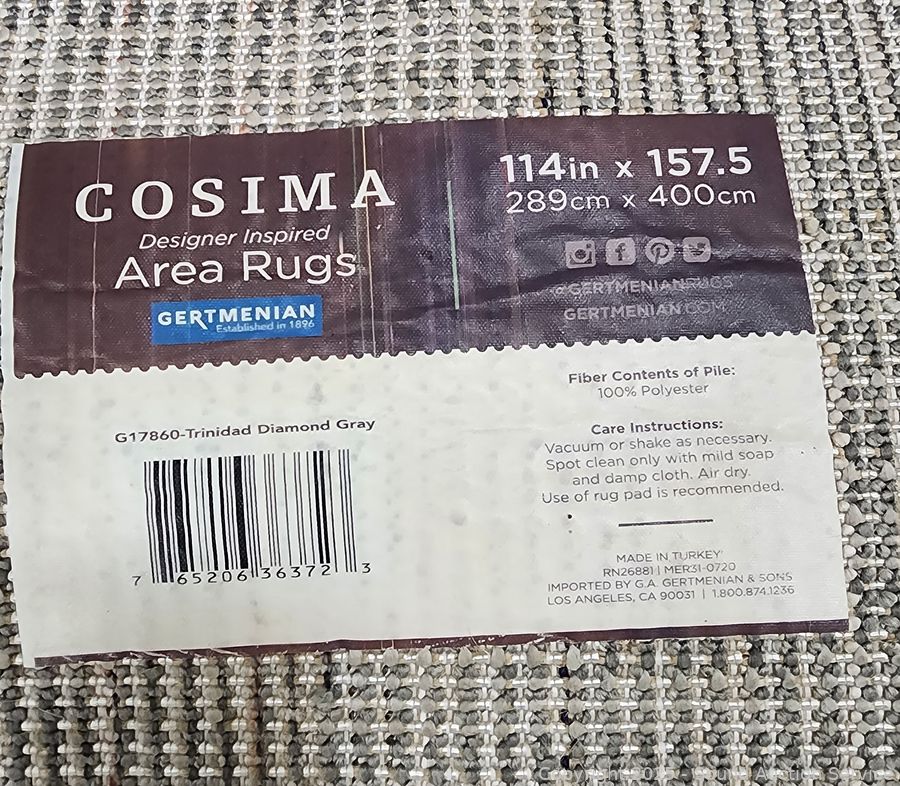 COSIMA
Designer Inspired
Area Rugs
GERTMENIAN
Established in 1896
114in x 157.5
289cm x 400cm
@GERTMENIANRUGS
GERTMENIAN.COM
G17860-Trinidad Diamond Gray
7 65206 36372 3
Fiber Contents of Pile:
100% Polyester
Care Instructions:
Vacuum or shake as necessary.
Spot clean only with mild soap
and damp cloth. Air dry.
Use of rug pad is recommended.
MADE IN TURKEY
RN26881 | MER31-0720
IMPORTED BY G.A. GERTMENIAN & SONS
LOS ANGELES, CA 90031 | 1.800.874.1236
Auction Service